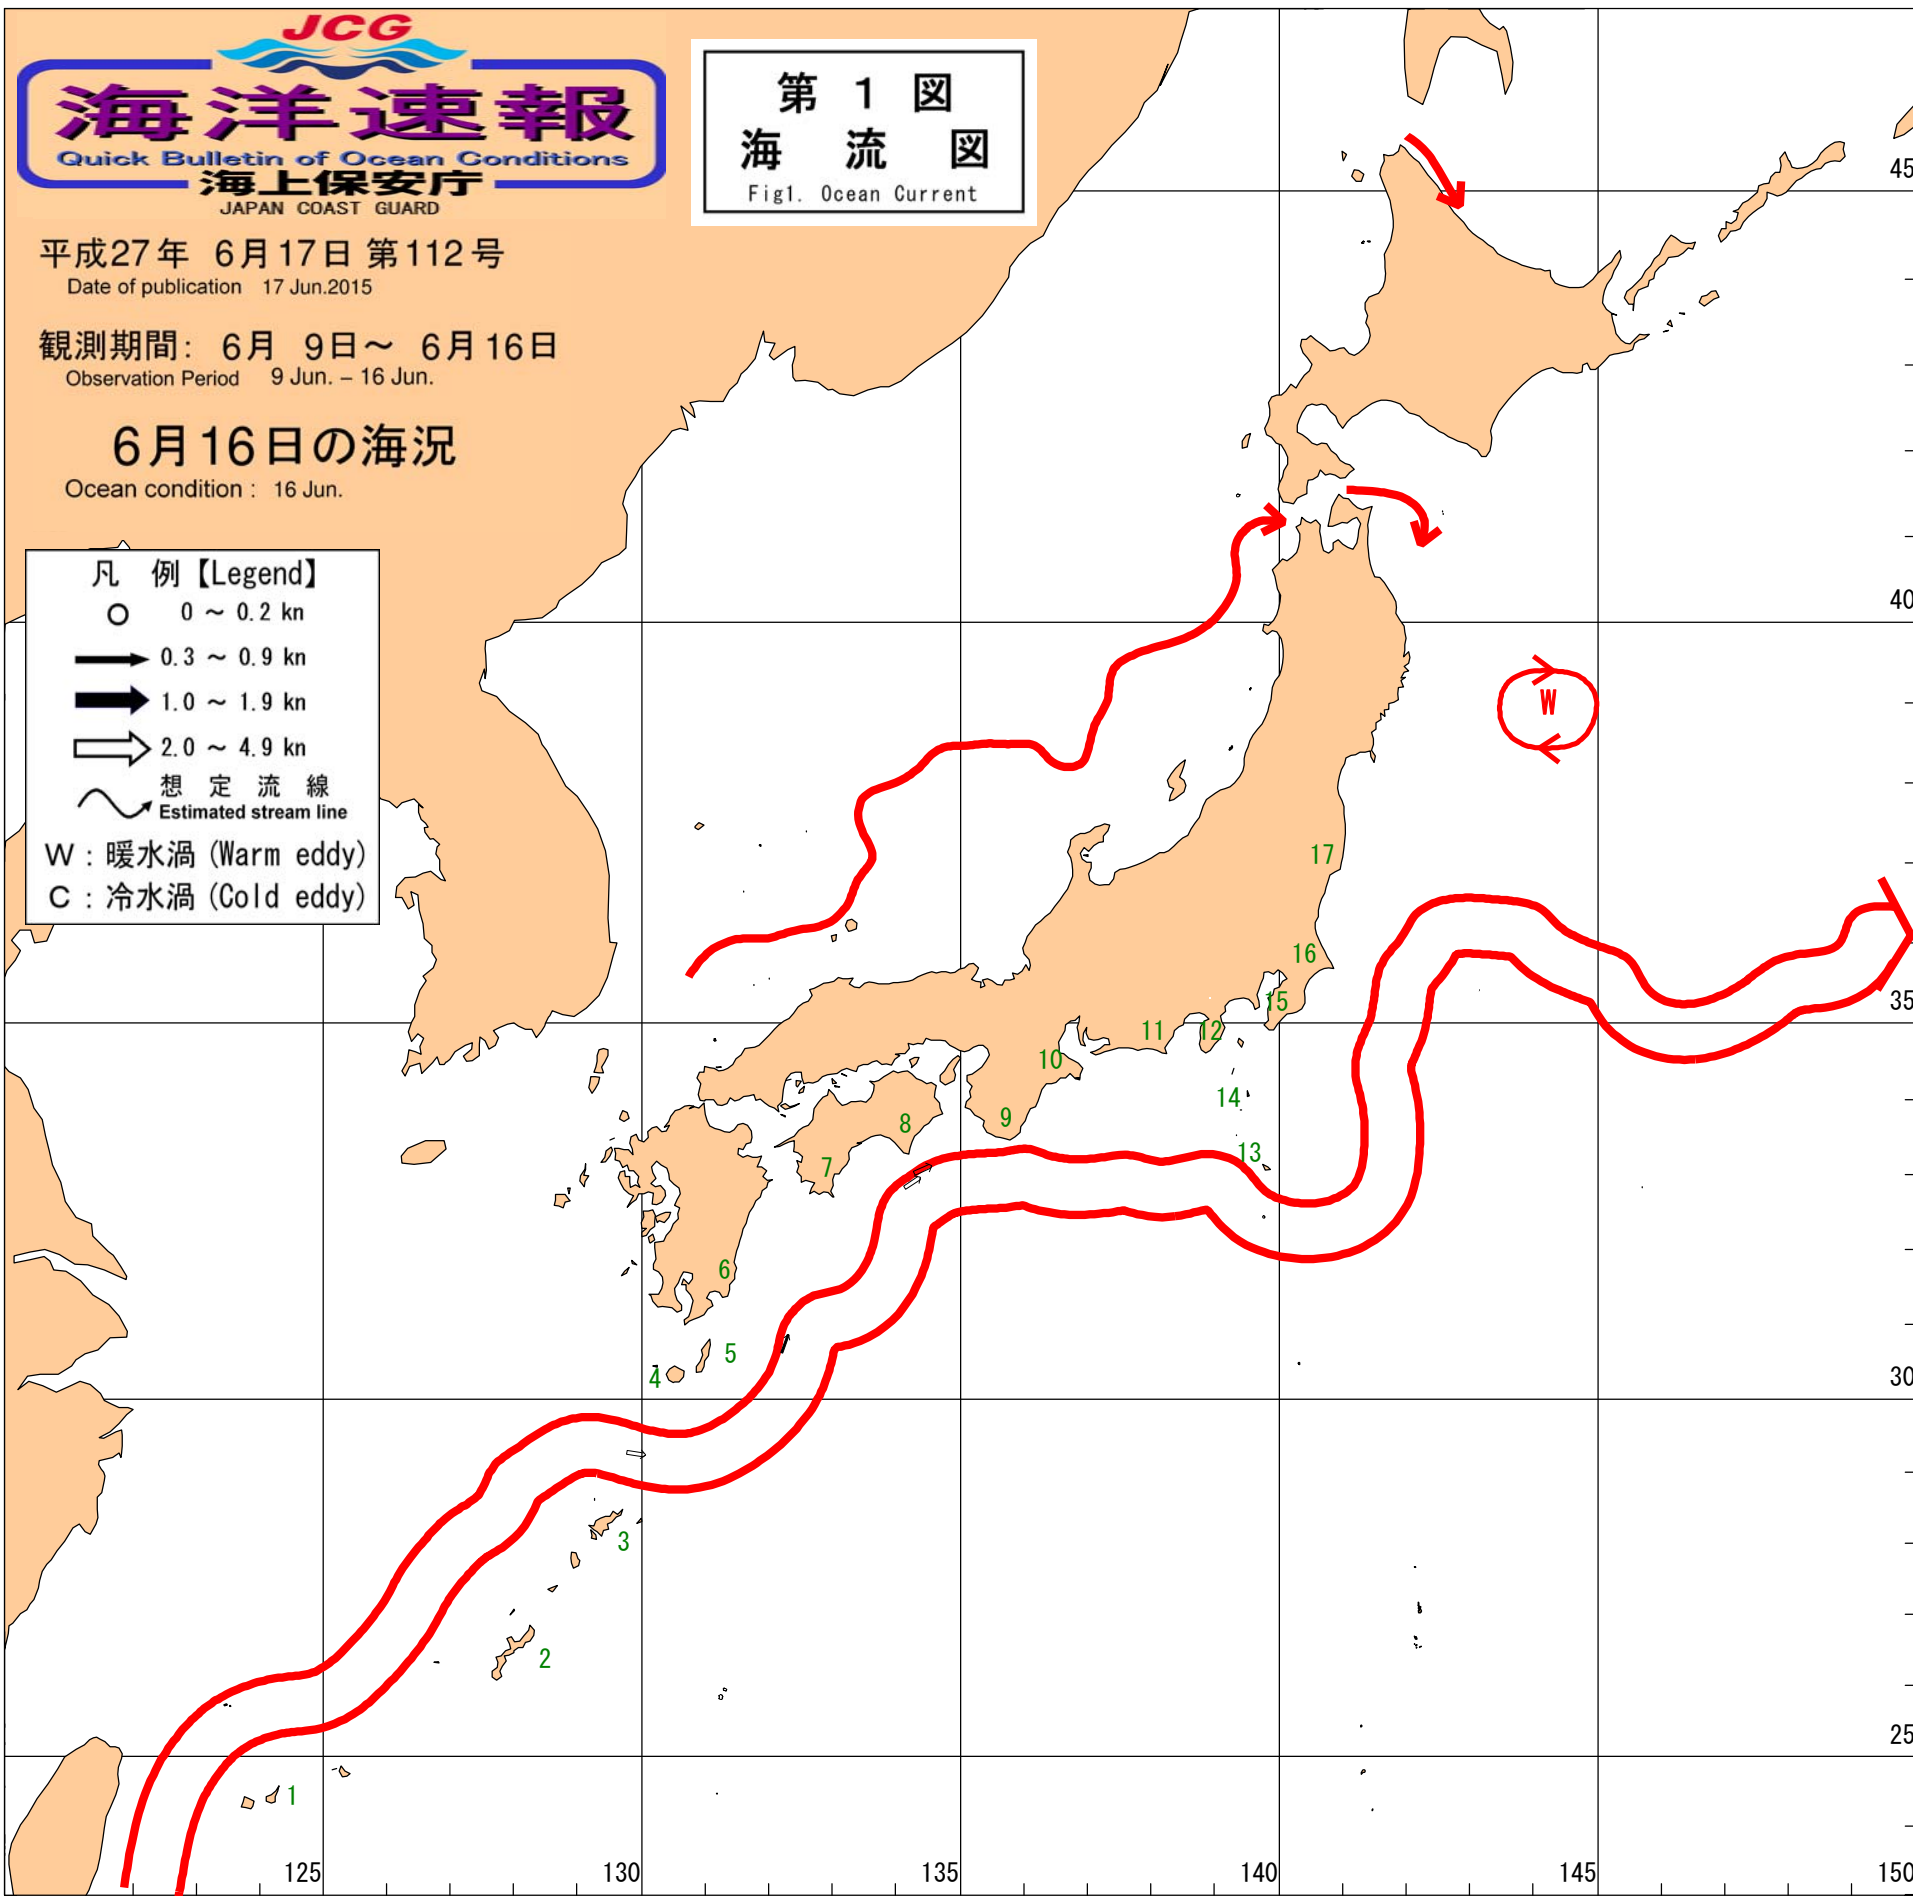 JCG
海洋速報
Quick Bulletin of Ocean Conditions
海上保安庁
JAPAN COAST GUARD
第 1 図
海 流 図
Fig1. Ocean Current
平成27年 6月17日 第112号
Date of publication 17 Jun.2015
観測期間: 6月 9日～ 6月16日
Observation Period 9 Jun. – 16 Jun.
6月16日の海況
Ocean condition : 16 Jun.
凡 例【Legend】
0 ～ 0.2 kn
0.3 ～ 0.9 kn
1.0 ～ 1.9 kn
2.0 ～ 4.9 kn
想 定 流 線
Estimated stream line
W : 暖水渦 (Warm eddy)
C : 冷水渦 (Cold eddy)
45
40
W
17
16
35
15
12
11
10
14
9
8
13
7
6
5
4
30
3
2
25
1
125
130
135
140
145
150